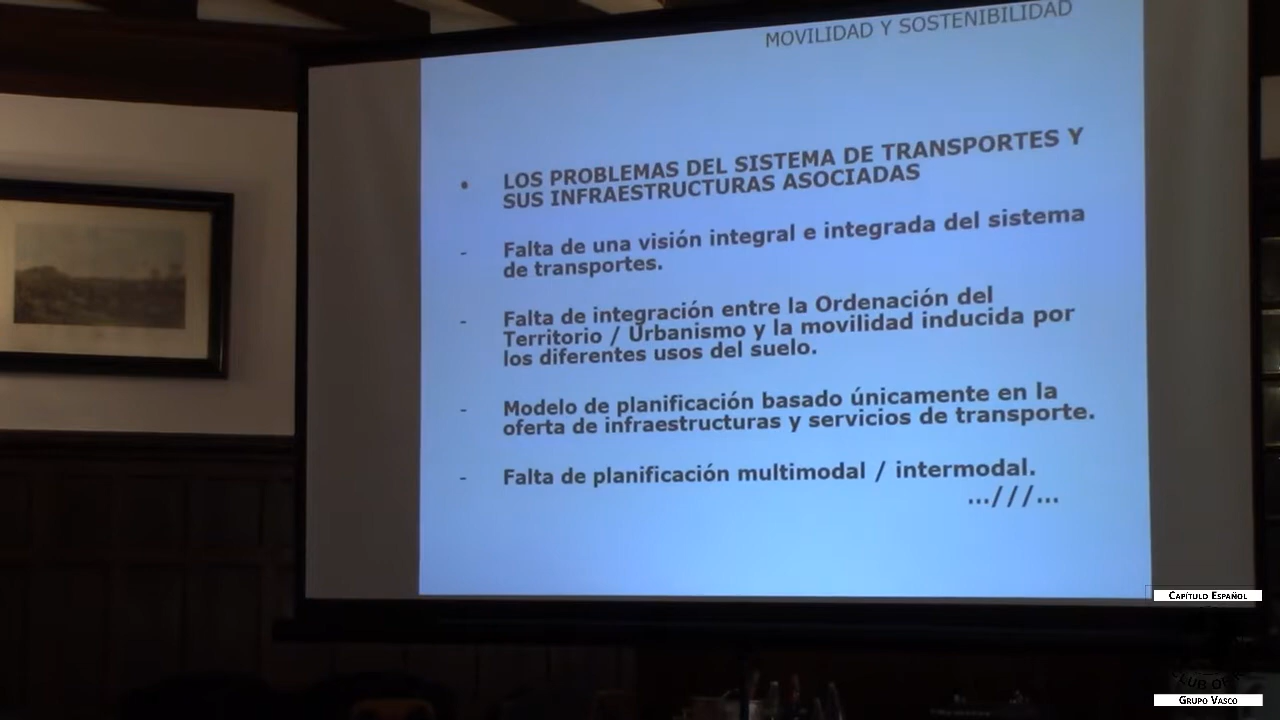 MOVILIDAD Y SOSTENIBILIDAD
• LOS PROBLEMAS DEL SISTEMA DE TRANSPORTES Y
SUS INFRAESTRUCTURAS ASOCIADAS
- Falta de una visión integral e integrada del sistema
de transportes.
- Falta de integración entre la Ordenación del
Territorio / Urbanismo y la movilidad inducida por
los diferentes usos del suelo.
- Modelo de planificación basado únicamente en la
oferta de infraestructuras y servicios de transporte.
- Falta de planificación multimodal / intermodal.
...///...
Capítulo Español
Grupo Vasco